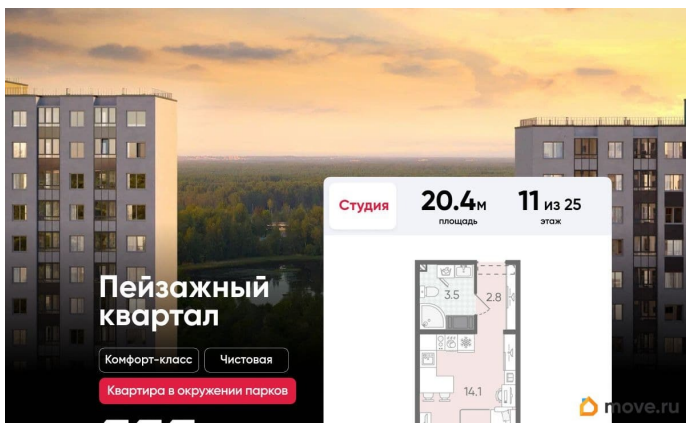 Студия
20.4м
площадь
11 из 25
этаж
3.5
2.8
14.1
Пейзажный
квартал
Комфорт-класс
Чистовая
Квартира в окружении парков
move.ru